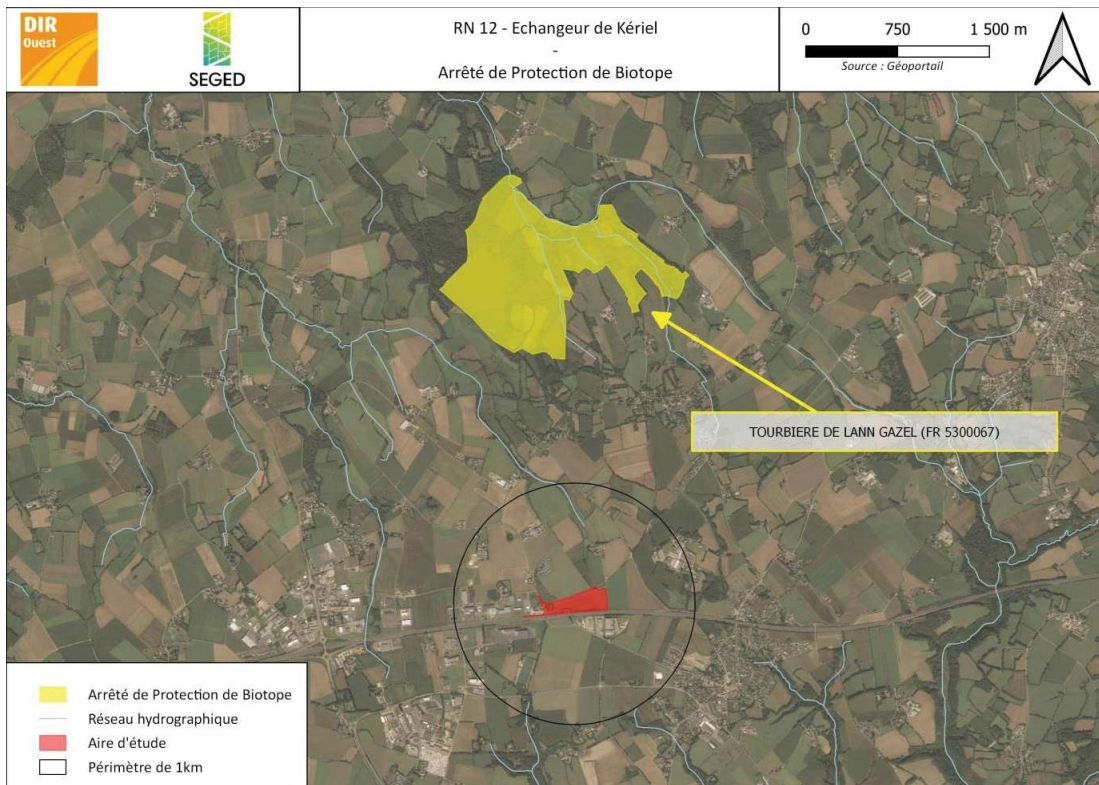 DIR
Ouest
SEGED
RN 12 - Echangeur de Kériel
-
Arrêté de Protection de Biotope
0 750 1 500 m
Source : Géoportail
TOURBIERE DE LANN GAZEL (FR 5300067)
Arrêté de Protection de Biotope
Réseau hydrographique
Aire d'étude
Périmètre de 1km